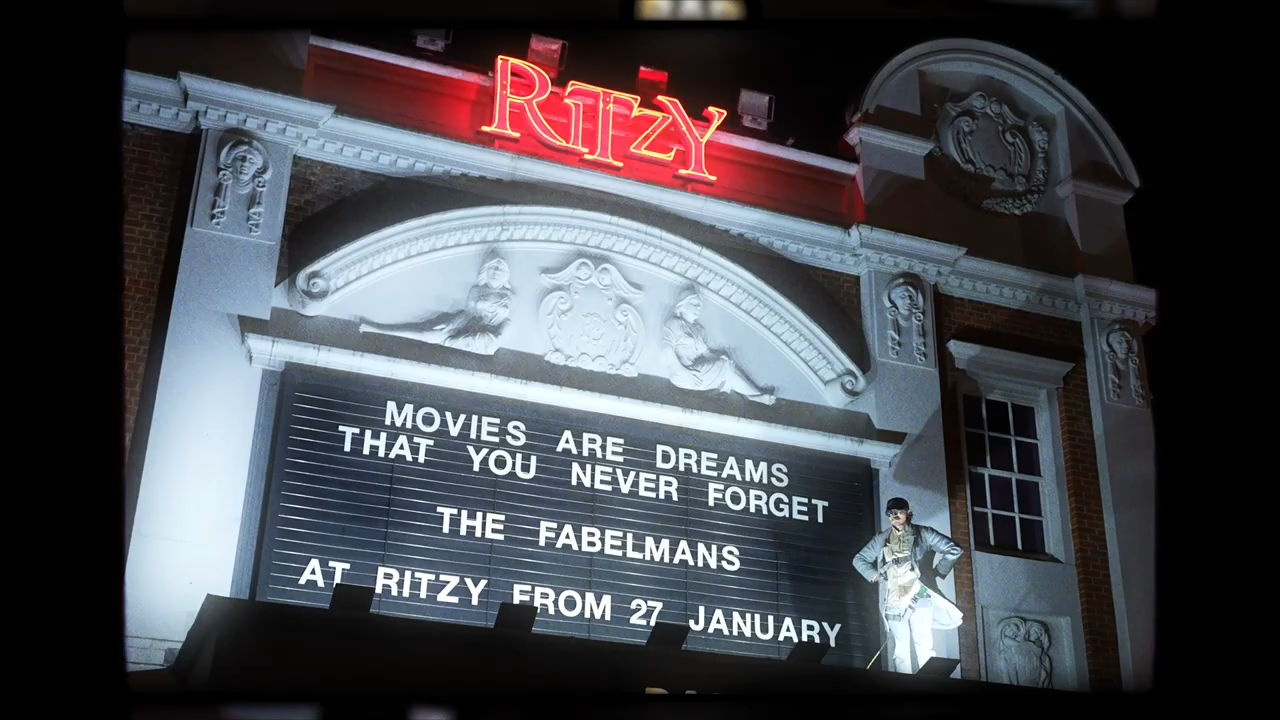 RITZY
MOVIES ARE DREAMS
THAT YOU NEVER FORGET
THE FABELMANS
AT RITZY FROM 27 JANUARY